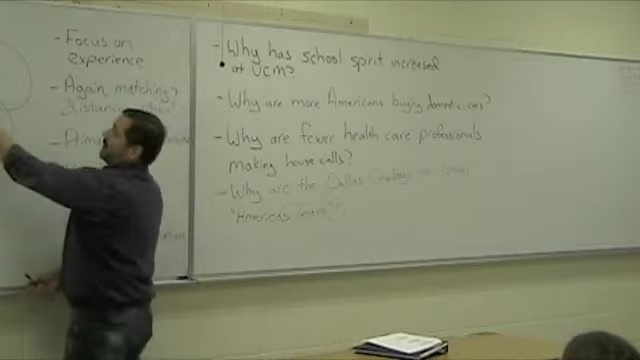 - Focus on
experience
- Again matching
distances
- Why has school spirit increased
at UCM?
- Why are more Americans buying domestic cars?
- Why are fewer health care professionals
making house calls?
- Why are the Dallas Cowboys no longer
"America's team"?